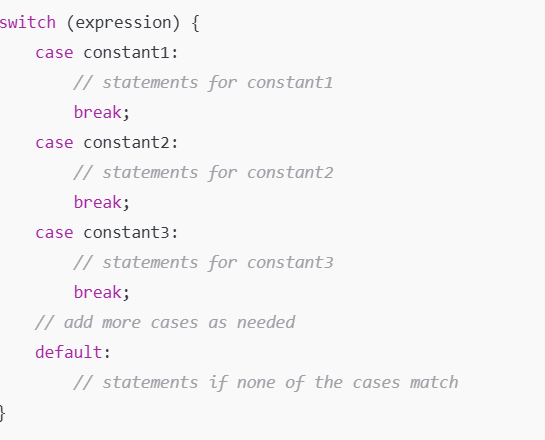 switch (expression) {
    case constant1:
        // statements for constant1
        break;
    case constant2:
        // statements for constant2
        break;
    case constant3:
        // statements for constant3
        break;
    // add more cases as needed
    default:
        // statements if none of the cases match
}